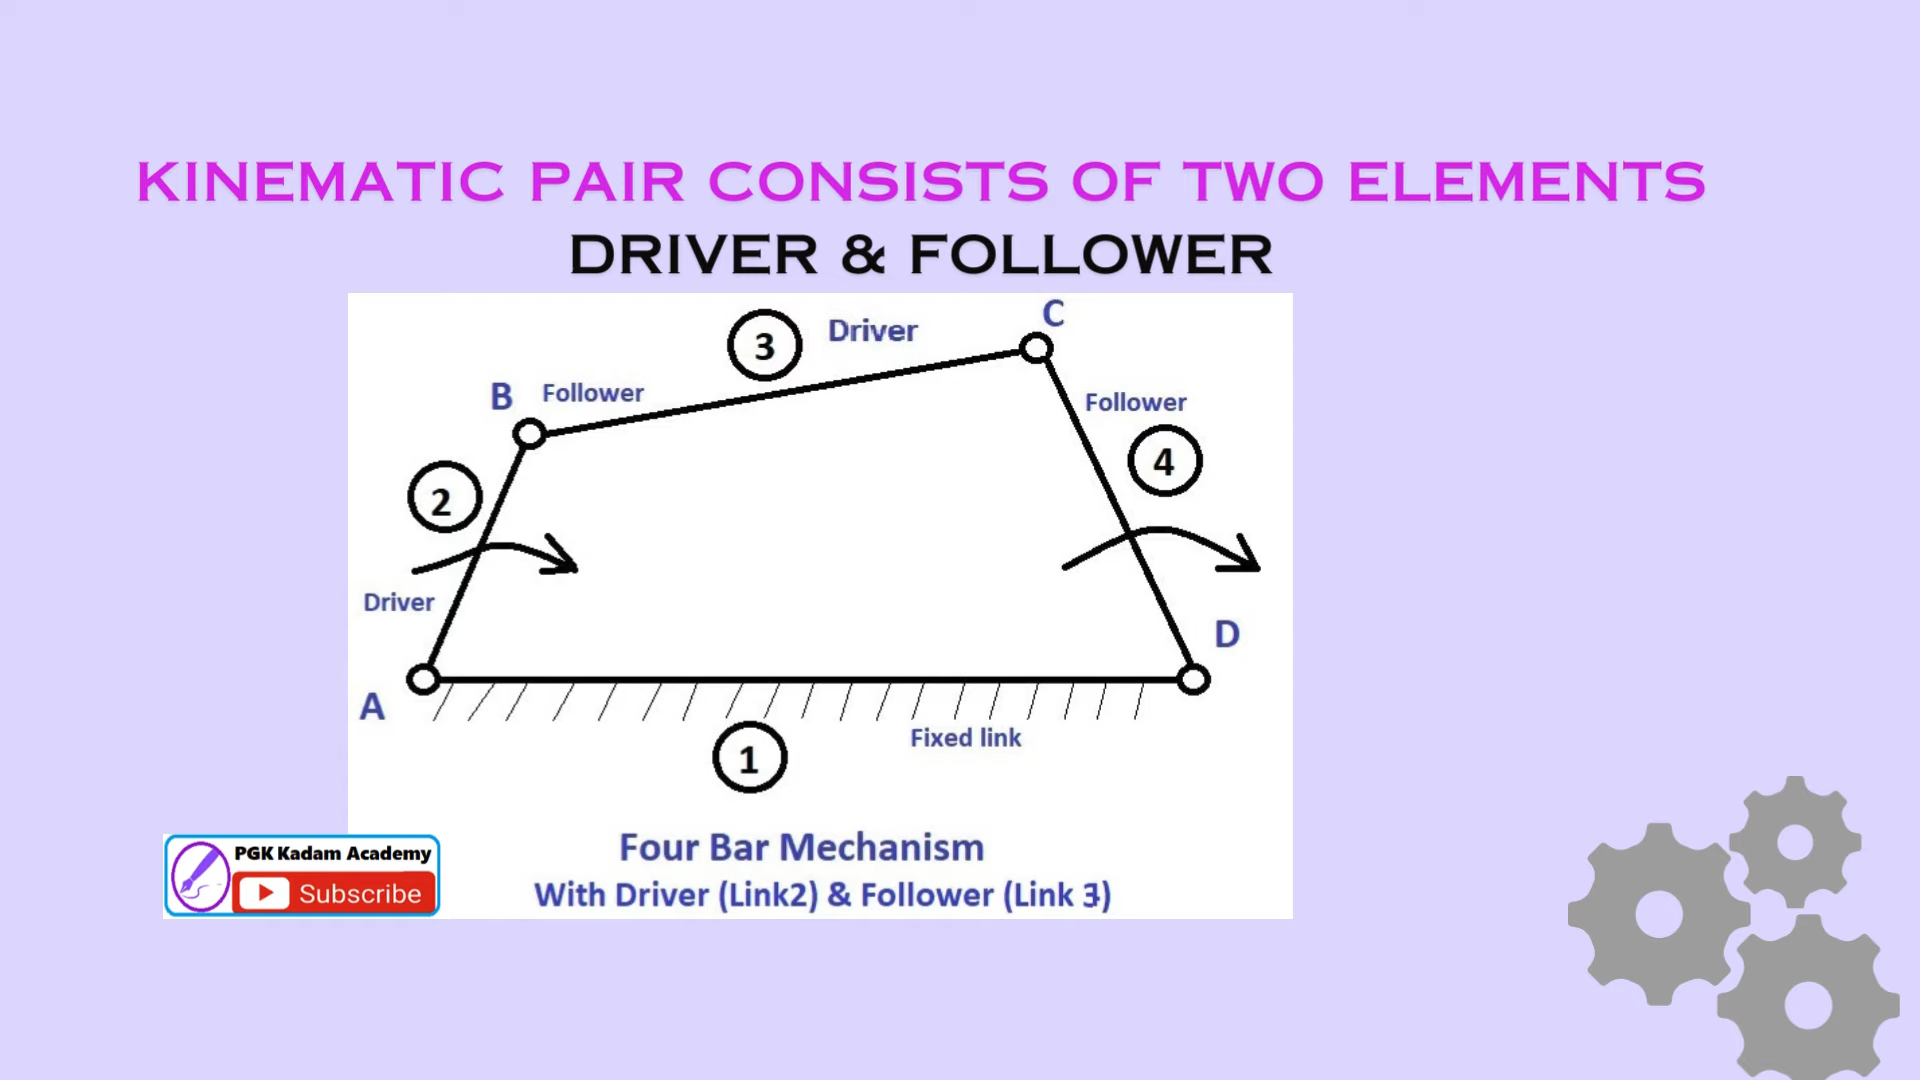 KINEMATIC PAIR CONSISTS OF TWO ELEMENTS
DRIVER & FOLLOWER
C
3
Driver
B
Follower
Follower
4
2
Driver
D
A
Fixed link
1
Four Bar Mechanism
With Driver (Link2) & Follower (Link 3)
PGK Kadam Academy
Subscribe